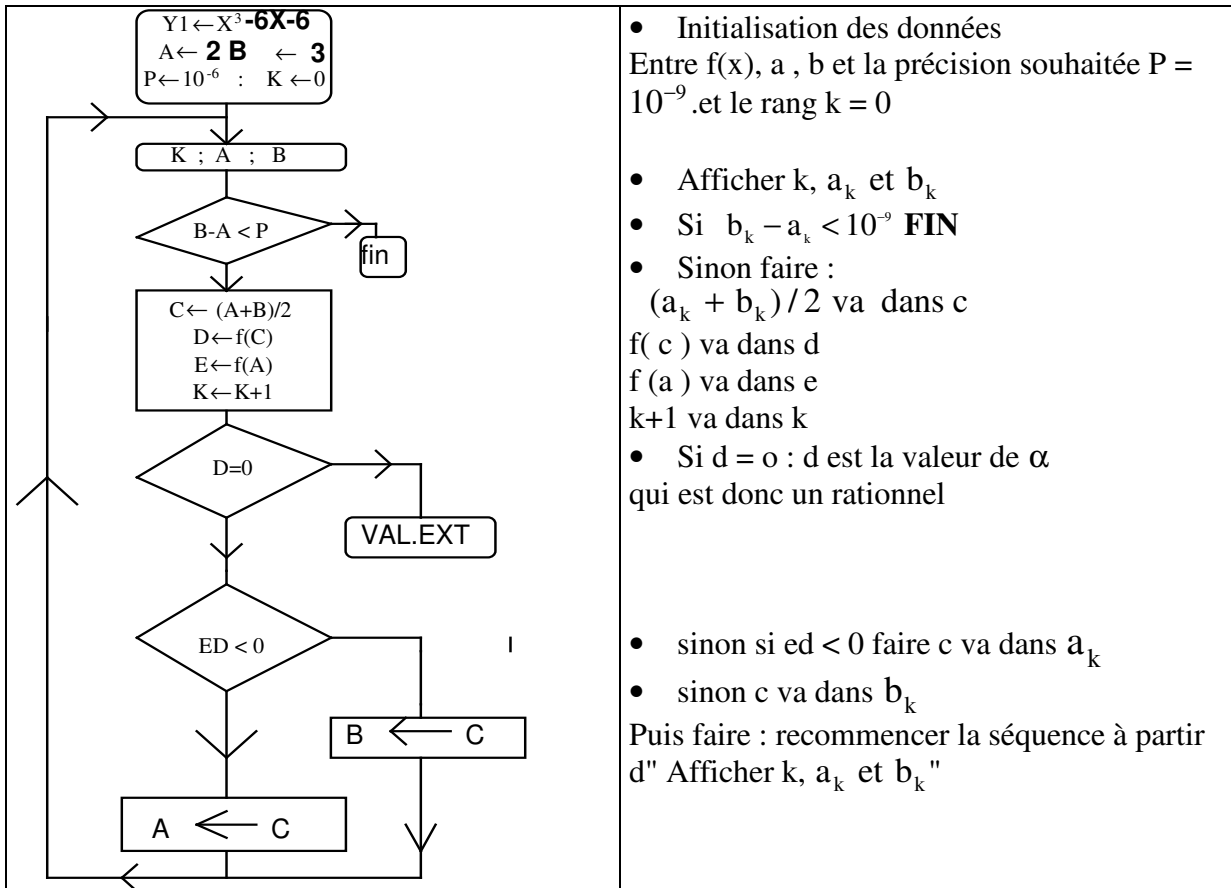 Y1←X³-6X-6
A← 2 B ← 3
P←10⁻⁶ : K ←0
K ; A ; B
B-A < P
fin
C← (A+B)/2
D←f(C)
E←f(A)
K←K+1
D=0
VAL.EXT
ED < 0
B ← C
A ← C
• Initialisation des données
Entre f(x), a , b et la précision souhaitée P =
10⁻⁹ .et le rang k = 0
• Afficher k, aₖ et bₖ
• Si bₖ − aₖ < 10⁻⁹ FIN
• Sinon faire :
(aₖ + bₖ) / 2 va dans c
f( c ) va dans d
f (a ) va dans e
k+1 va dans k
• Si d = o : d est la valeur de α
qui est donc un rationnel
• sinon si ed < 0 faire c va dans aₖ
• sinon c va dans bₖ
Puis faire : recommencer la séquence à partir
d" Afficher k, aₖ et bₖ "